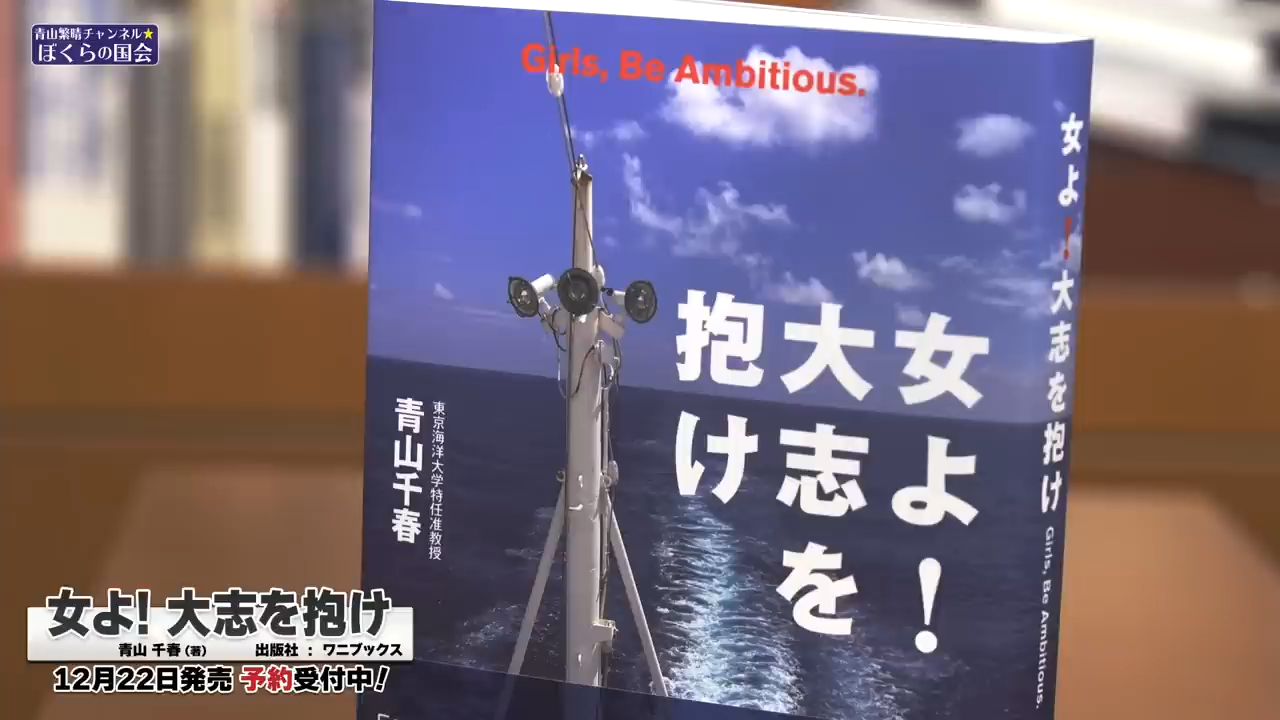 青山繁晴チャンネル★
ぼくらの国会
Girls, Be Ambitious.
女よ！
大志を
抱け
東京海洋大学特任准教授
青山千春
女よ！大志を抱け Girls, Be Ambitious.
女よ！大志を抱け
青山 千春（著） 出版社 ： ワニブックス
12月22日発売 予約受付中！